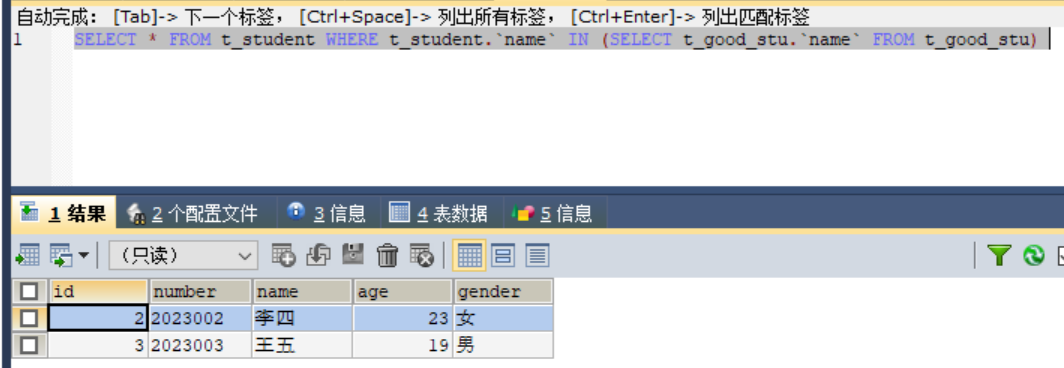 自动完成： [Tab]-> 下一个标签， [Ctrl+Space]-> 列出所有标签， [Ctrl+Enter]-> 列出匹配标签
1 SELECT * FROM t_student WHERE t_student.`name` IN (SELECT t_good_stu.`name` FROM t_good_stu)
1 结果 2 个配置文件 3 信息 4 表数据 5 信息
（只读）
id number name age gender
2 2023002 李四 23 女
3 2023003 王五 19 男